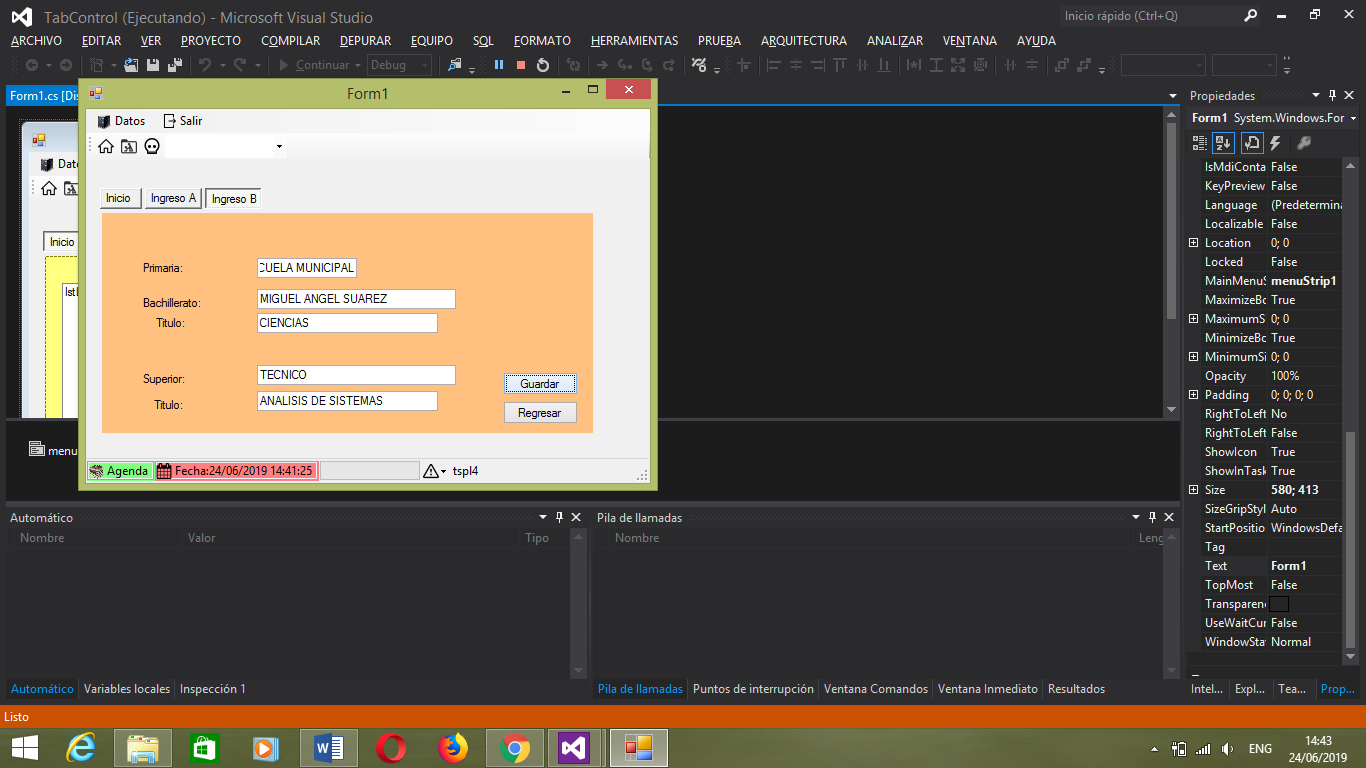 TabControl (Ejecutando) - Microsoft Visual Studio
Inicio rápido (Ctrl+Q)
ARCHIVO EDITAR VER PROYECTO COMPILAR DEPURAR EQUIPO SQL FORMATO HERRAMIENTAS PRUEBA ARQUITECTURA ANALIZAR VENTANA AYUDA
Continuar Debug
Form1.cs [Dis
Form1
Datos Salir
Inicio Ingreso A Ingreso B
Primaria: CUELA MUNICIPAL
Bachillerato: MIGUEL ANGEL SUAREZ
Titulo: CIENCIAS
Superior: TECNICO
Titulo: ANALISIS DE SISTEMAS
Guardar
Regresar
Agenda Fecha:24/06/2019 14:41:25 tspl4
Dato
Inicio
lstI
menu
Propiedades
Form1 System.Windows.For
IsMdiConta False
KeyPreview False
Language (Predetermina
Localizable False
Location 0; 0
Locked False
MainMenuS menuStrip1
MaximizeBo True
MaximumS 0; 0
MinimizeBo True
MinimumSi 0; 0
Opacity 100%
Padding 0; 0; 0; 0
RightToLeft No
RightToLeft False
ShowIcon True
ShowInTask True
Size 580; 413
SizeGripStyl Auto
StartPosition WindowsDefa
Tag
Text Form1
TopMost False
Transparen
UseWaitCur False
WindowStat Normal
Intel... Expl... Tea... Prop...
Automático
Nombre Valor Tipo
Automático Variables locales Inspección 1
Pila de llamadas
Nombre Leng
Pila de llamadas Puntos de interrupción Ventana Comandos Ventana Inmediato Resultados
Listo
ENG
14:43
24/06/2019